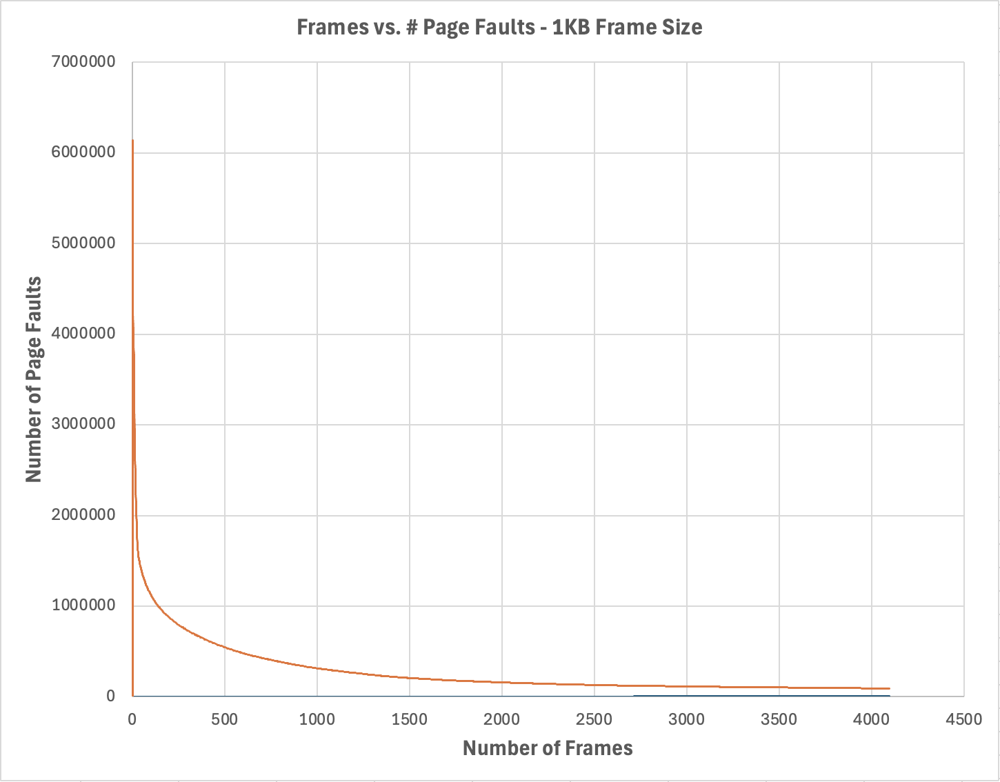 Frames vs. # Page Faults - 1KB Frame Size
Number of Page Faults
7000000
6000000
5000000
4000000
3000000
2000000
1000000
0
0 500 1000 1500 2000 2500 3000 3500 4000 4500
Number of Frames